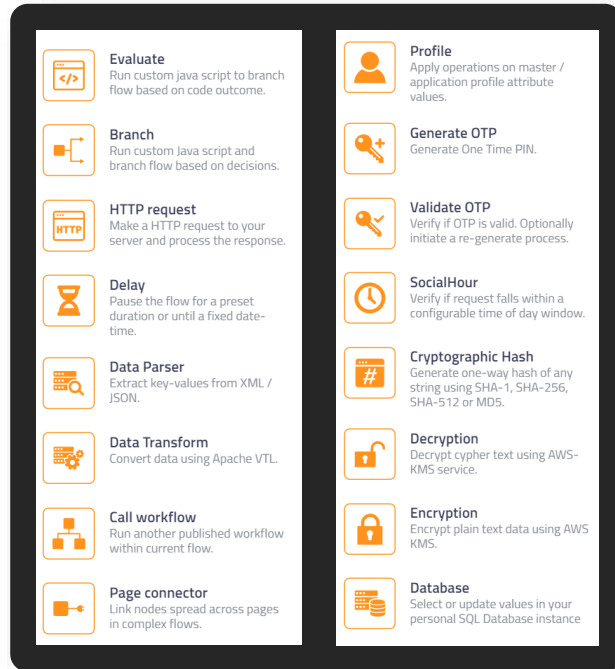 Evaluate
Run custom java script to branch
flow based on code outcome.
Branch
Run custom Java script and
branch flow based on decisions.
HTTP request
HTTP
Make a HTTP request to your
server and process the response.
Delay
Pause the flow for a preset
duration or until a fixed date-
time.
Data Parser
Extract key-values from XML /
JSON.
Data Transform
Convert data using Apache VTL.
Call workflow
Run another published workflow
within current flow.
Page connector
Link nodes spread across pages
in complex flows.
Profile
Apply operations on master /
application profile attribute
values.
Generate OTP
Generate One Time PIN.
Validate OTP
Verify if OTP is valid. Optionally
initiate a re-generate process.
SocialHour
Verify if request falls within a
configurable time of day window.
Cryptographic Hash
Generate one-way hash of any
string using SHA-1, SHA-256,
SHA-512 or MD5.
Decryption
Decrypt cypher text using AWS-
KMS service.
Encryption
Encrypt plain text data using AWS
KMS.
Database
Select or update values in your
personal SQL Database instance